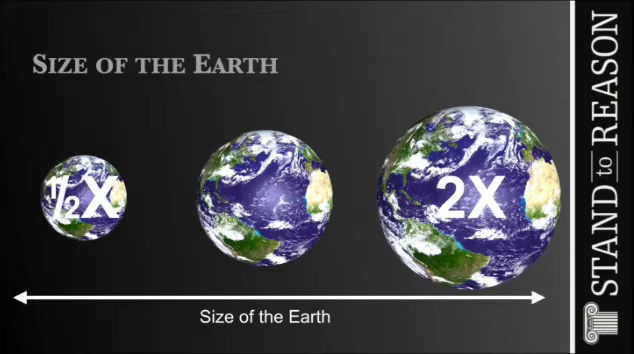 SIZE OF THE EARTH
½X
2X
Size of the Earth
STAND to REASON